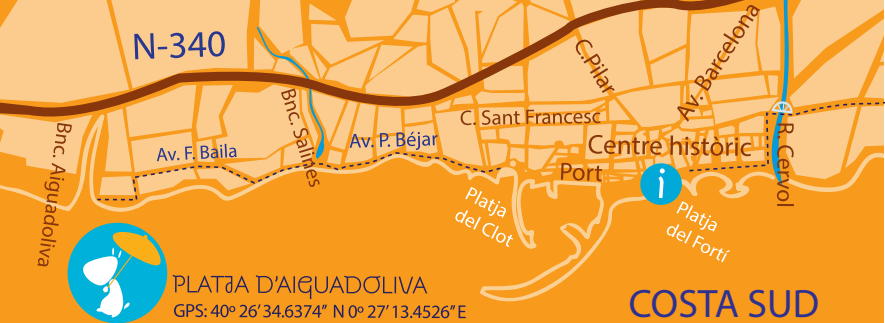 N-340
C.Pilar
Av. Barcelona
Bnc. Aiguadoliva
Av. F. Baila
Bnc. Salines
Av. P. Béjar
C. Sant Francesc
Centre històric
Port
R. Cervol
i
Platja
del Clot
Platja
del Fortí
PLATJA D'AIGUADOLIVA
GPS: 40º 26' 34.6374" N 0º 27' 13.4526" E
COSTA SUD